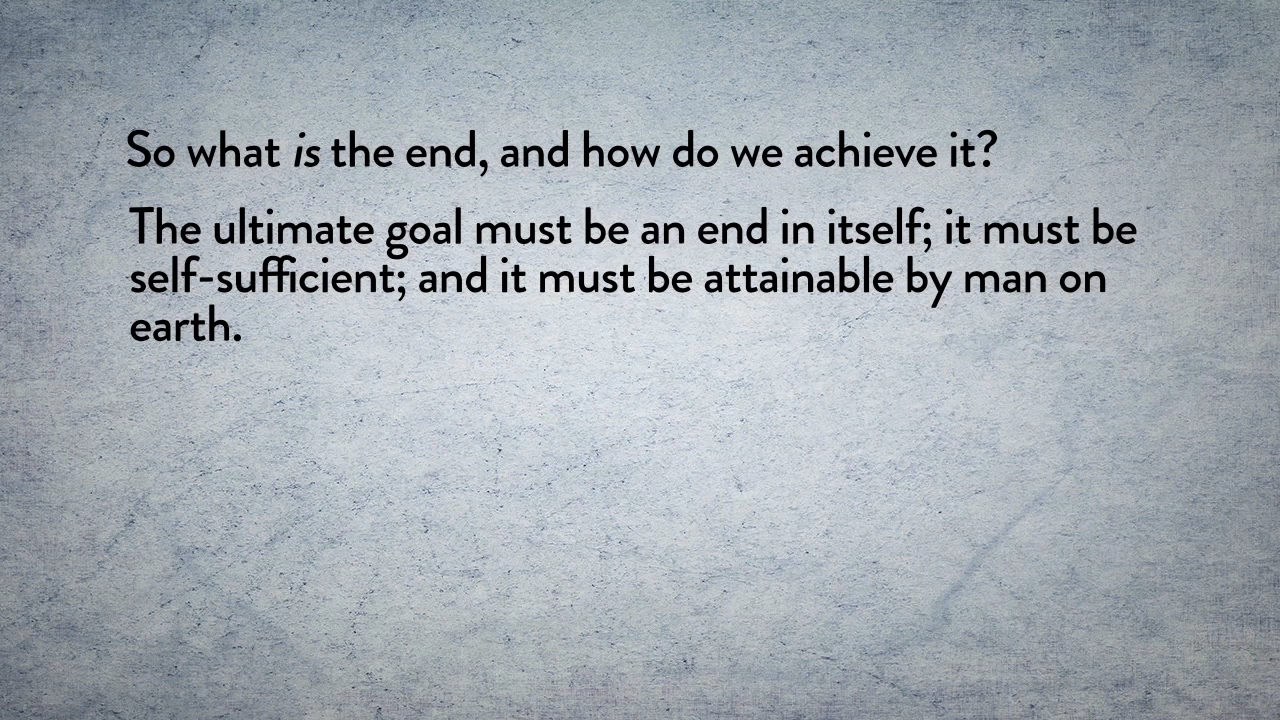 So what is the end, and how do we achieve it?
The ultimate goal must be an end in itself; it must be
self-sufficient; and it must be attainable by man on
earth.